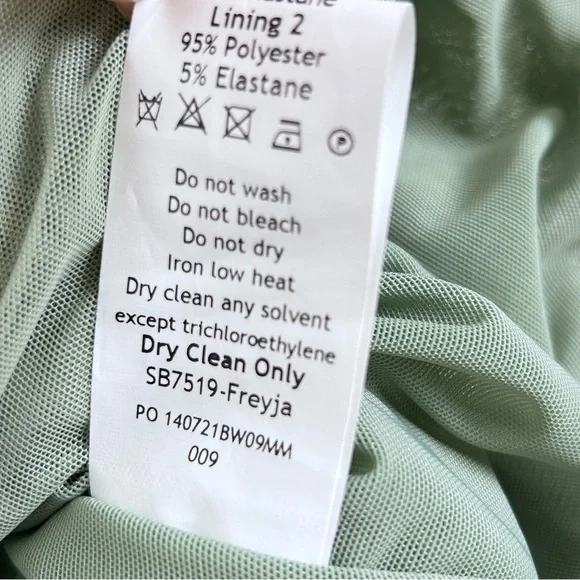 Elastane
Lining 2
95% Polyester
5% Elastane
P
Do not wash
Do not bleach
Do not dry
Iron low heat
Dry clean any solvent
except trichloroethylene
Dry Clean Only
SB7519-Freyja
PO 140721BW09MM
009